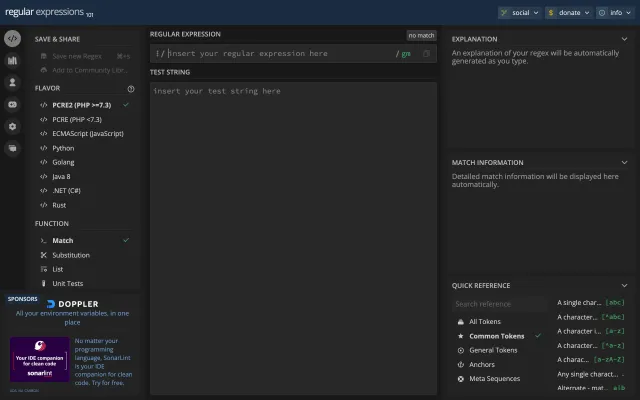 regular expressions 101
social
donate
info
SAVE & SHARE
Save new Regex ⌘+s
Add to Community Libr...
FLAVOR
</> PCRE2 (PHP >=7.3)
</> PCRE (PHP <7.3)
</> ECMAScript (JavaScript)
</> Python
</> Golang
</> Java 8
</> .NET (C#)
</> Rust
FUNCTION
Match
Substitution
List
Unit Tests
SPONSORS
DOPPLER
All your environment variables, in one
place
Your IDE companion
for clean code
sonarlint
No matter your
programming
language, SonarLint
is your IDE
companion for clean
code. Try for free.
REGULAR EXPRESSION
no match
/ insert your regular expression here / gm
TEST STRING
insert your test string here
EXPLANATION
An explanation of your regex will be automatically
generated as you type.
MATCH INFORMATION
Detailed match information will be displayed here
automatically.
QUICK REFERENCE
Search reference
All Tokens
Common Tokens
General Tokens
Anchors
Meta Sequences
A single char... [abc]
A character... [^abc]
A character i... [a-z]
A character... [^a-z]
A charac... [a-zA-Z]
Any single charact... .
Alternate - mat... a|b